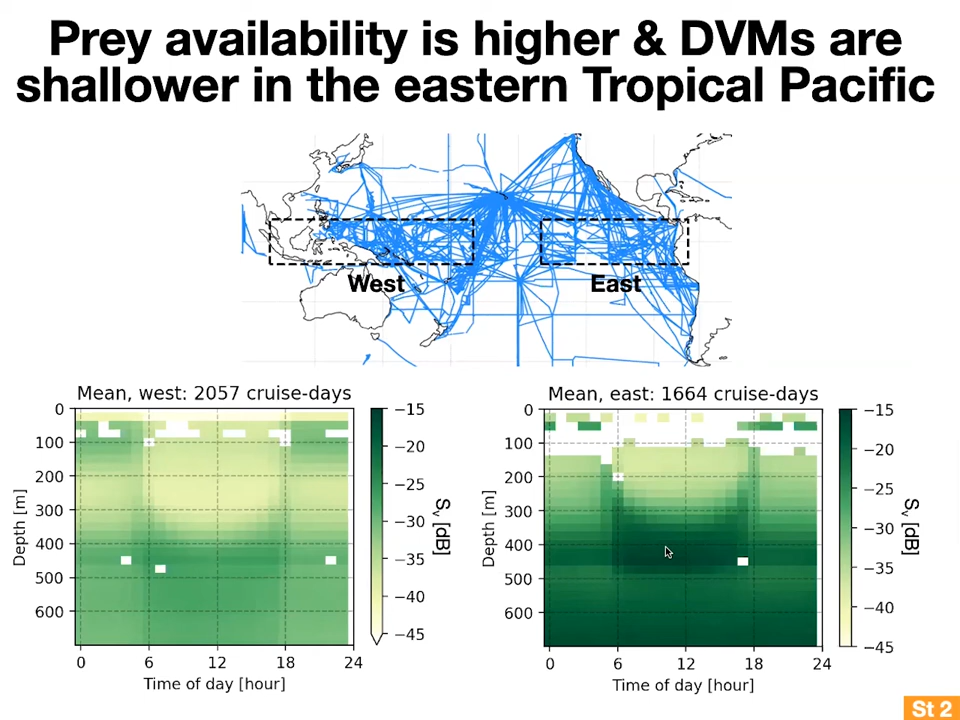 Prey availability is higher & DVMs are
shallower in the eastern Tropical Pacific
West
East
Mean, west: 2057 cruise-days
0
100
200
300
400
500
600
Depth [m]
0 6 12 18 24
Time of day [hour]
−15
−20
−25
−30
−35
−40
−45
Sv [dB]
Mean, east: 1664 cruise-days
0
100
200
300
400
500
600
Depth [m]
0 6 12 18 24
Time of day [hour]
−15
−20
−25
−30
−35
−40
−45
Sv [dB]
St 2